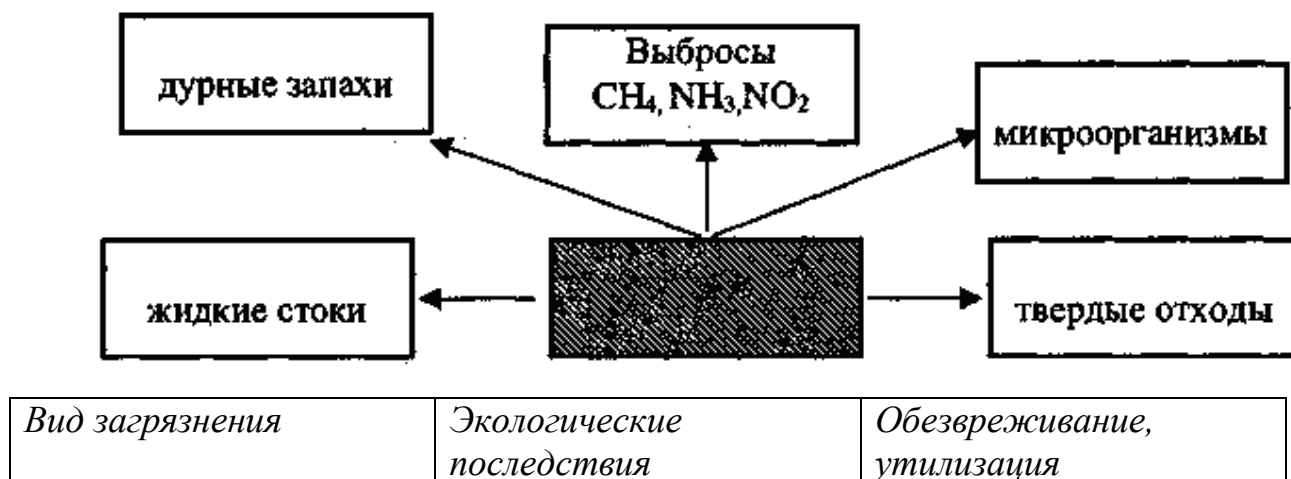 дурные запахи
Выбросы
CH₄, NH₃,NO₂
микроорганизмы
жидкие стоки
твердые отходы
Вид загрязнения
Экологические
последствия
Обезвреживание,
утилизация